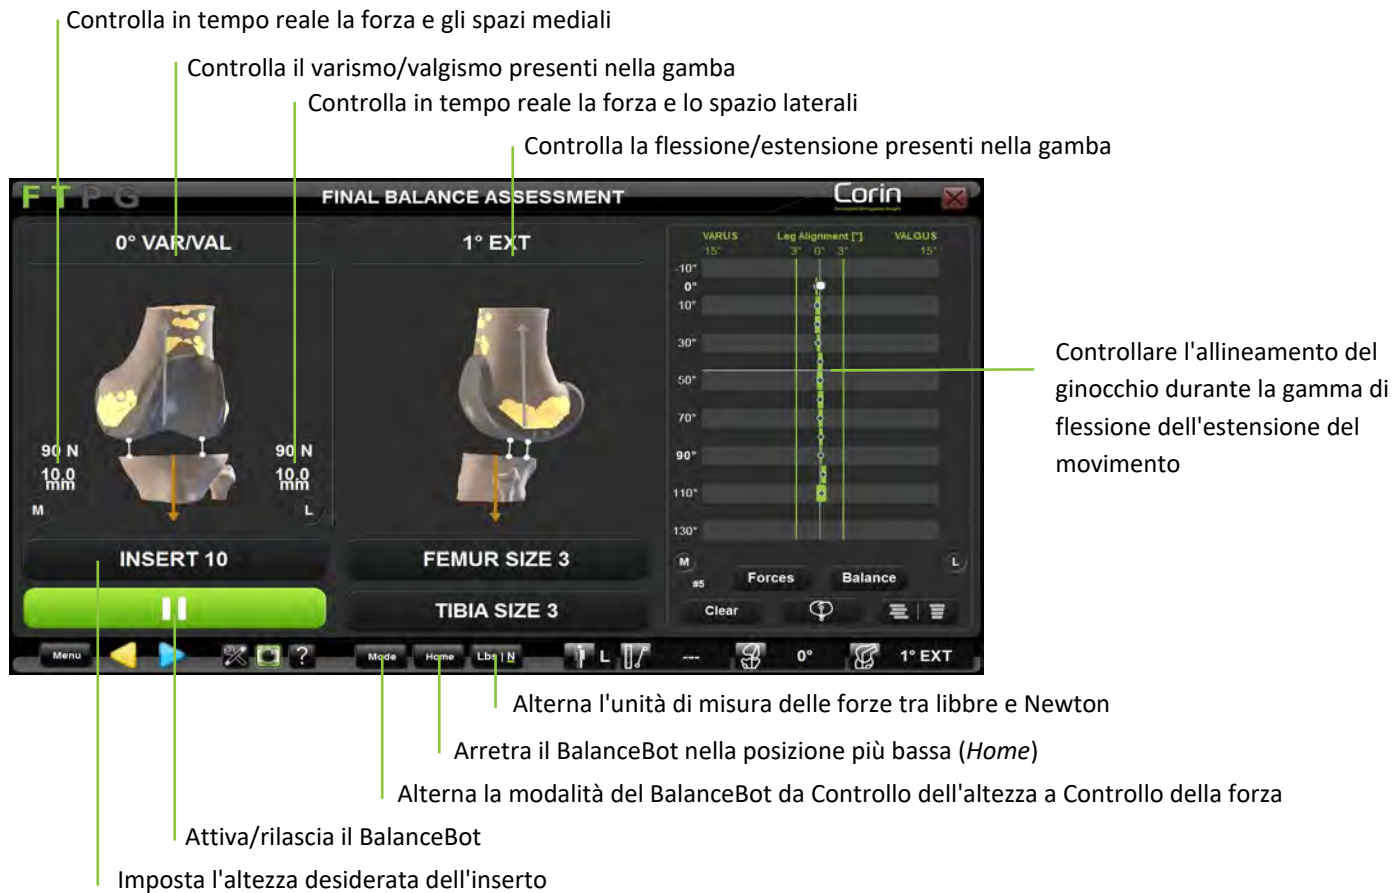 Controlla in tempo reale la forza e gli spazi mediali
Controlla il varismo/valgismo presenti nella gamba
Controlla in tempo reale la forza e lo spazio laterali
Controlla la flessione/estensione presenti nella gamba
F T P G
FINAL BALANCE ASSESSMENT
Corin
0° VAR/VAL
1° EXT
VARUS
Leg Alignment [°]
VALGUS
15°
3°
0°
3°
15°
-10°
0°
10°
30°
50°
70°
90°
110°
130°
90 N
10.0
mm
M
90 N
10.0
mm
L
Controllare l'allineamento del
ginocchio durante la gamma di
flessione dell'estensione del
movimento
INSERT 10
FEMUR SIZE 3
TIBIA SIZE 3
M
L
#5
Forces
Balance
Clear
Menu
?
Mode
Home
Lbs | N
L
---
0°
1° EXT
Alterna l'unità di misura delle forze tra libbre e Newton
Arretra il BalanceBot nella posizione più bassa (Home)
Alterna la modalità del BalanceBot da Controllo dell'altezza a Controllo della forza
Attiva/rilascia il BalanceBot
Imposta l'altezza desiderata dell'inserto